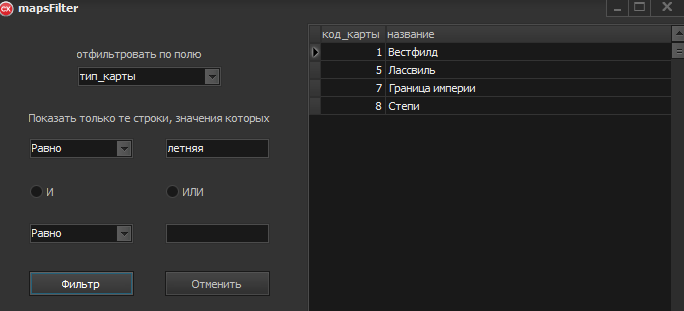 mapsFilter
отфильтровать по полю
тип_карты
Показать только те строки, значения которых
Равно летняя
И ИЛИ
Равно
Фильтр Отменить
код_карты название
1 Вестфилд
5 Лассвиль
7 Граница империи
8 Степи